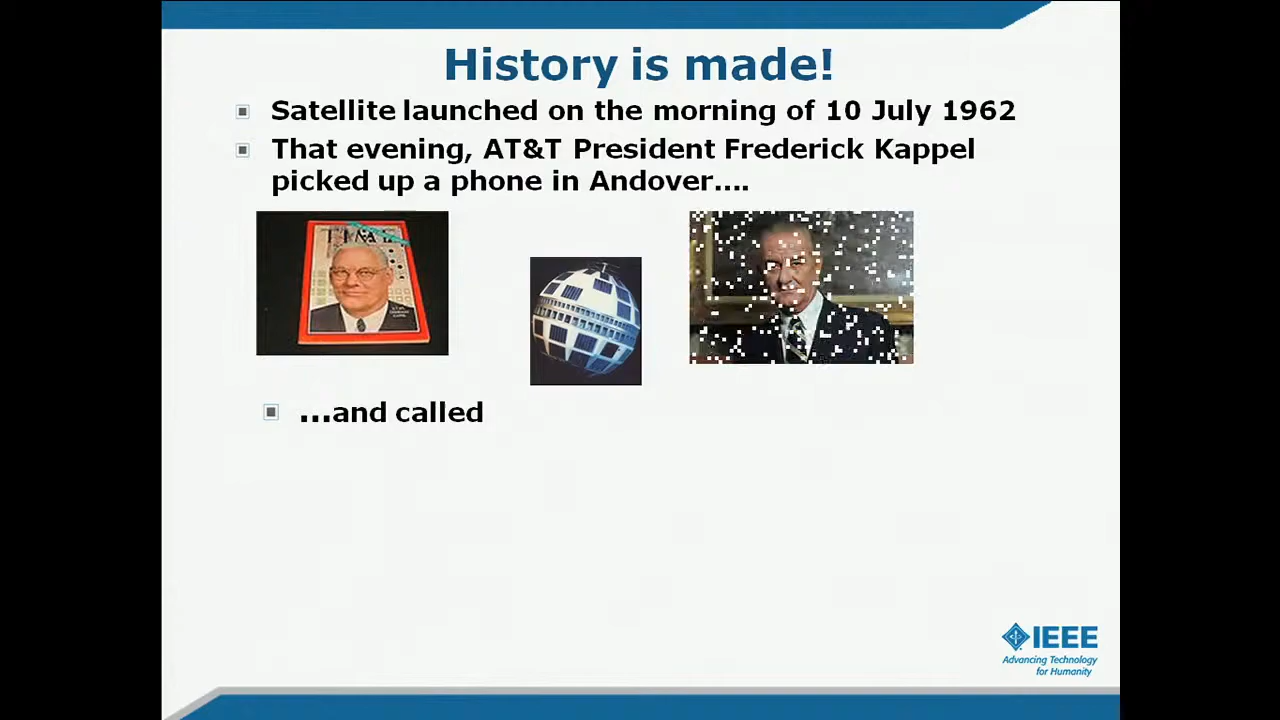 History is made!
Satellite launched on the morning of 10 July 1962
That evening, AT&T President Frederick Kappel
picked up a phone in Andover....
TIME
...and called
IEEE
Advancing Technology
for Humanity